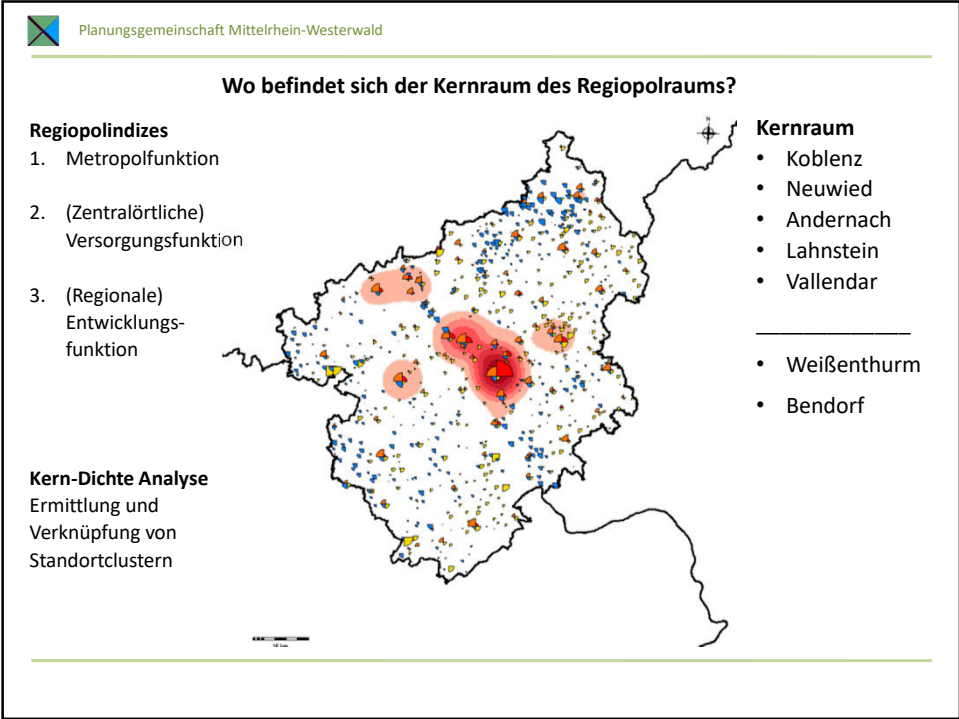 Planungsgemeinschaft Mittelrhein-Westerwald
Wo befindet sich der Kernraum des Regiopolraums?
Regiopolindizes
1. Metropolfunktion
2. (Zentralörtliche)
Versorgungsfunktion
3. (Regionale)
Entwicklungs-
funktion
Kern-Dichte Analyse
Ermittlung und
Verknüpfung von
Standortclustern
N
Kernraum
• Koblenz
• Neuwied
• Andernach
• Lahnstein
• Vallendar
• Weißenthurm
• Bendorf